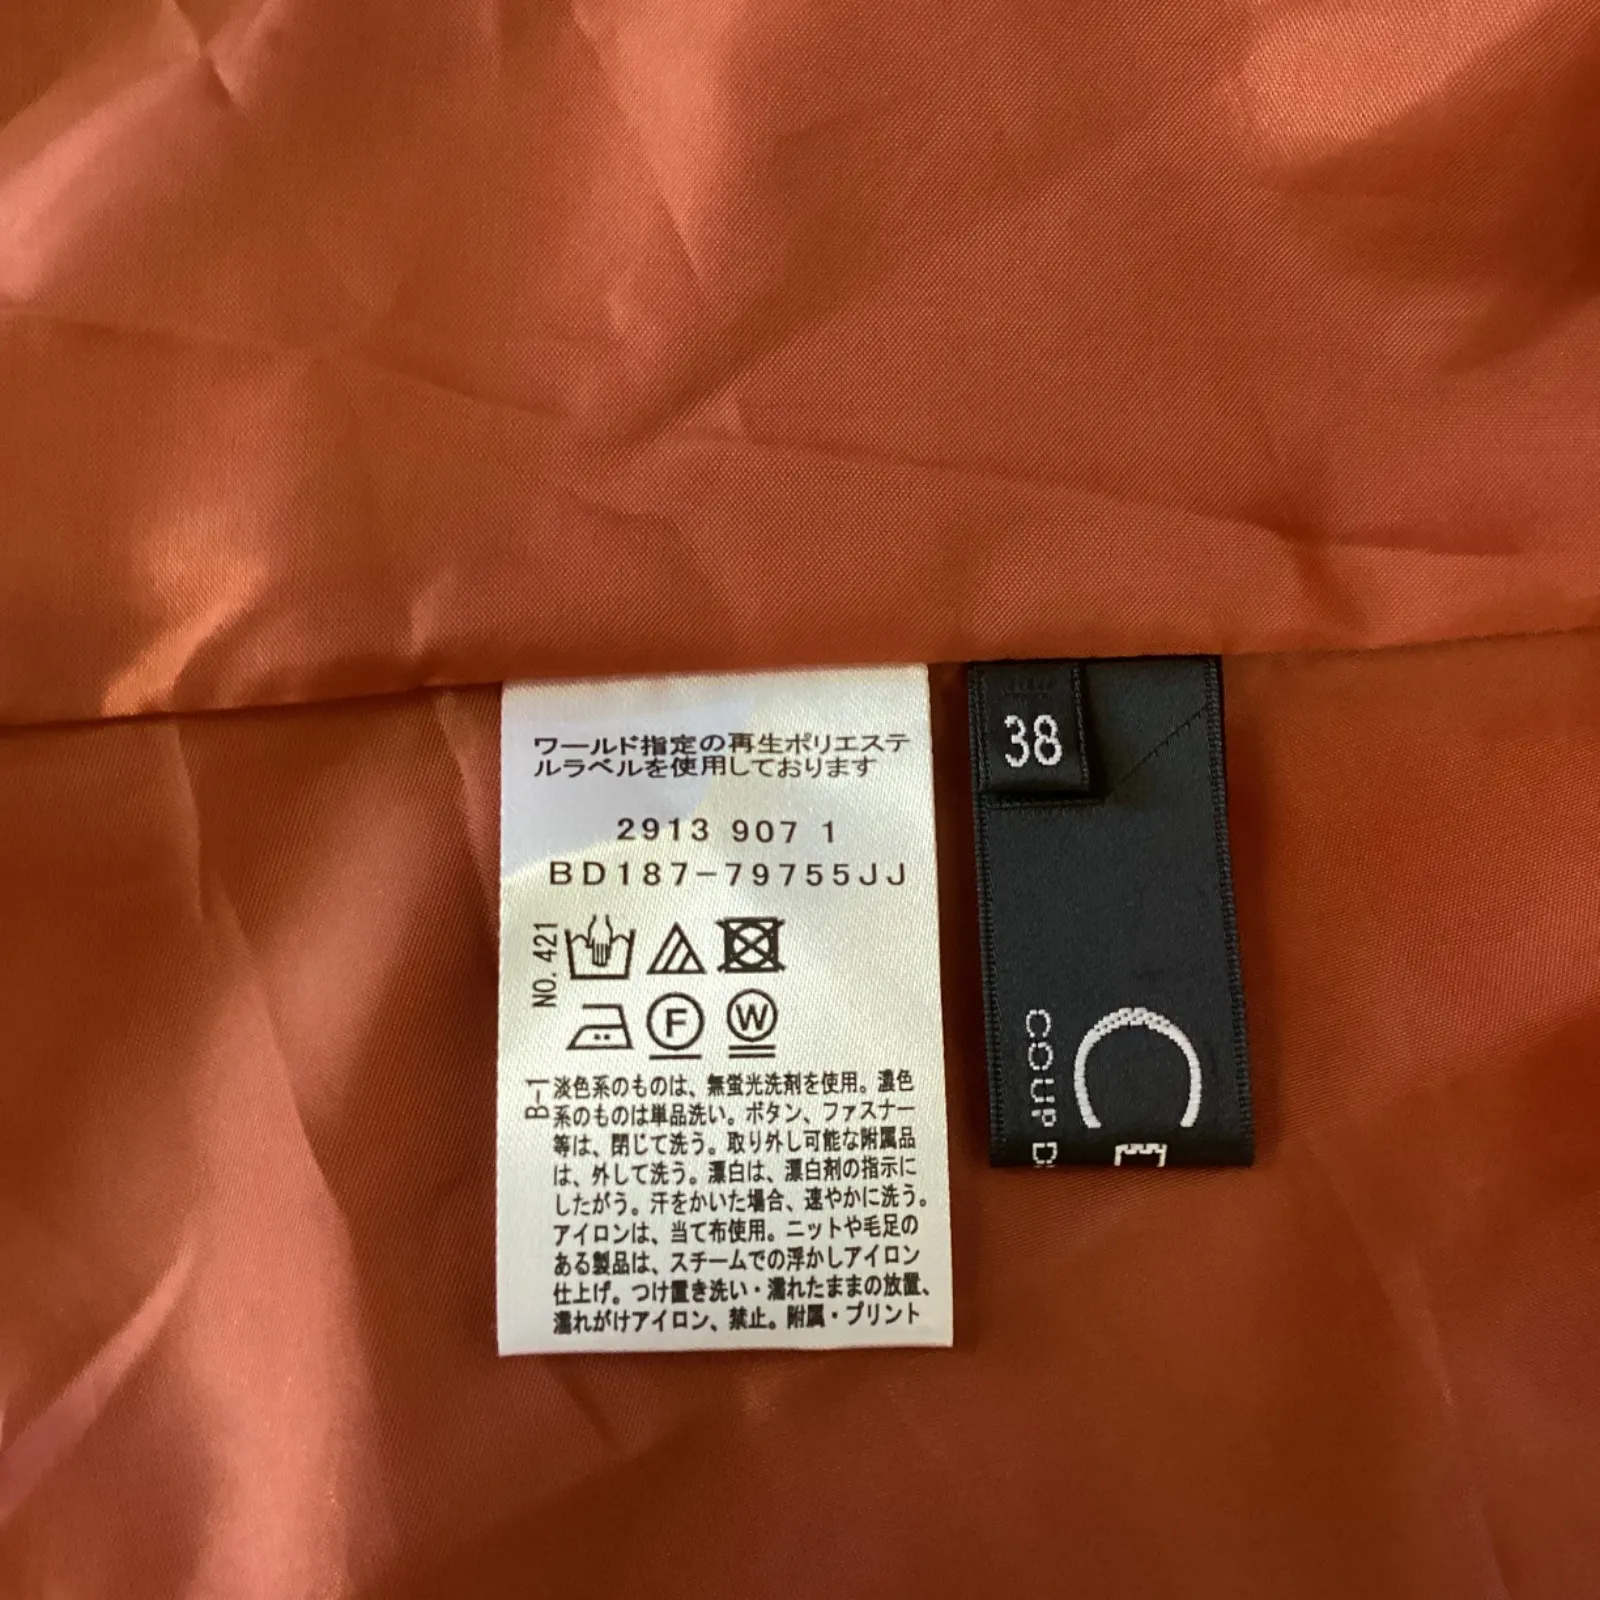 ワールド指定の再生ポリエステ
ルラベルを使用しております
2913 907 1
BD187-79755JJ
NO.421
F
W
B-1
淡色系のものは、無蛍光洗剤を使用。濃色
系のものは単品洗い。ボタン、ファスナー
等は、閉じて洗う。取り外し可能な附属品
は、外して洗う。漂白は、漂白剤の指示に
したがう。汗をかいた場合、速やかに洗う。
アイロンは、当て布使用。ニットや毛足の
ある製品は、スチームでの浮かしアイロン
仕上げ。つけ置き洗い・濡れたままの放置、
濡れがけアイロン、禁止。附属・プリント
38
COUP D
C